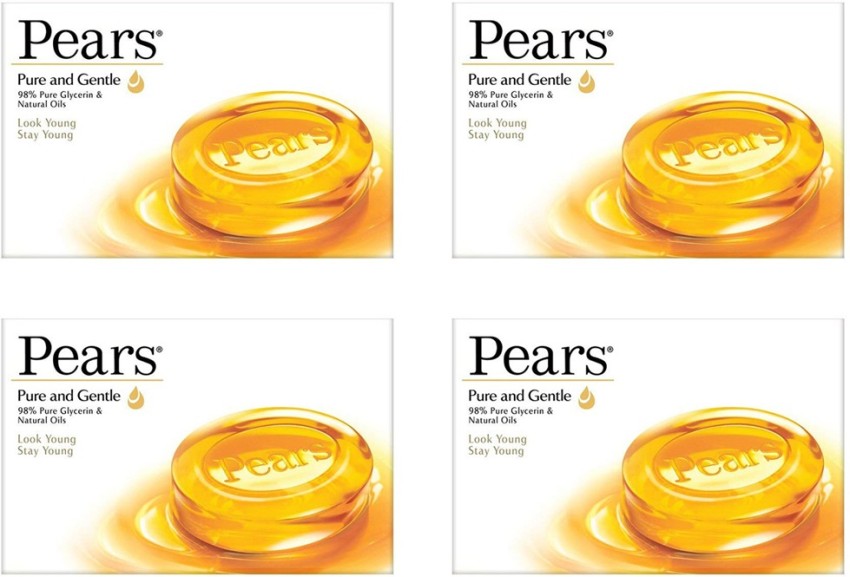 Pears®
Pure and Gentle
98% Pure Glycerin &
Natural Oils
Look Young
Stay Young
Pears
Pears®
Pure and Gentle
98% Pure Glycerin &
Natural Oils
Look Young
Stay Young
Pears
Pears®
Pure and Gentle
98% Pure Glycerin &
Natural Oils
Look Young
Stay Young
Pears
Pears®
Pure and Gentle
98% Pure Glycerin &
Natural Oils
Look Young
Stay Young
Pears